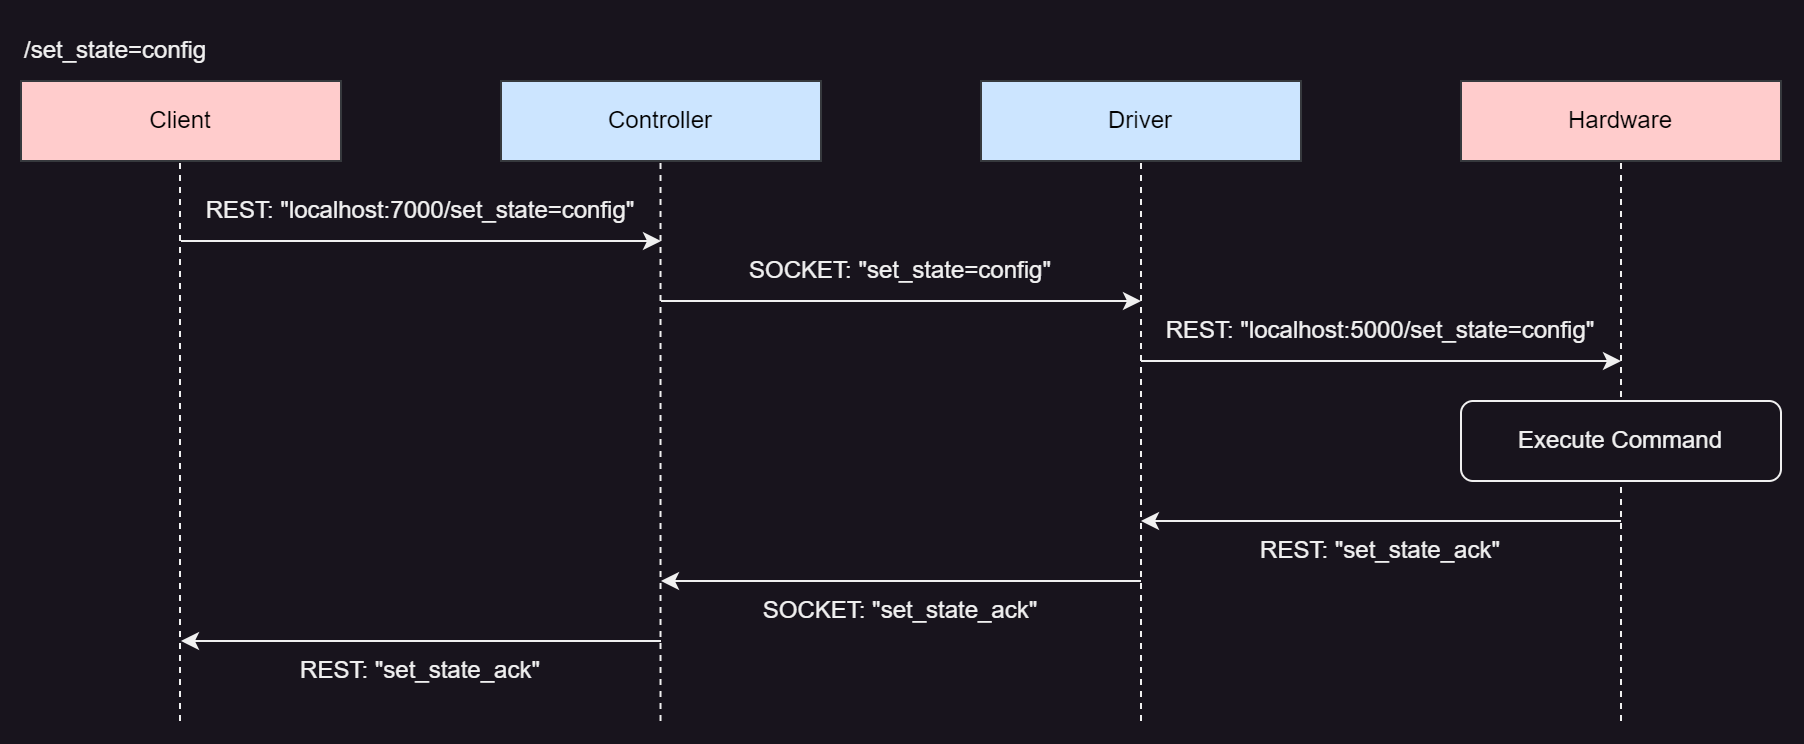 /set_state=config
Client
Controller
Driver
Hardware
REST: "localhost:7000/set_state=config"
SOCKET: "set_state=config"
REST: "localhost:5000/set_state=config"
Execute Command
REST: "set_state_ack"
SOCKET: "set_state_ack"
REST: "set_state_ack"